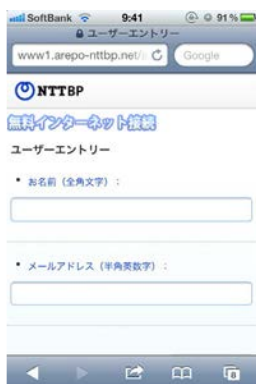 SoftBank 9:41 91%
ユーザーエントリー
www1.arepo-nttbp.net/ Google
NTTBP
無料インターネット接続
ユーザーエントリー
* お名前（全角文字）：
* メールアドレス（半角英数字）：
8